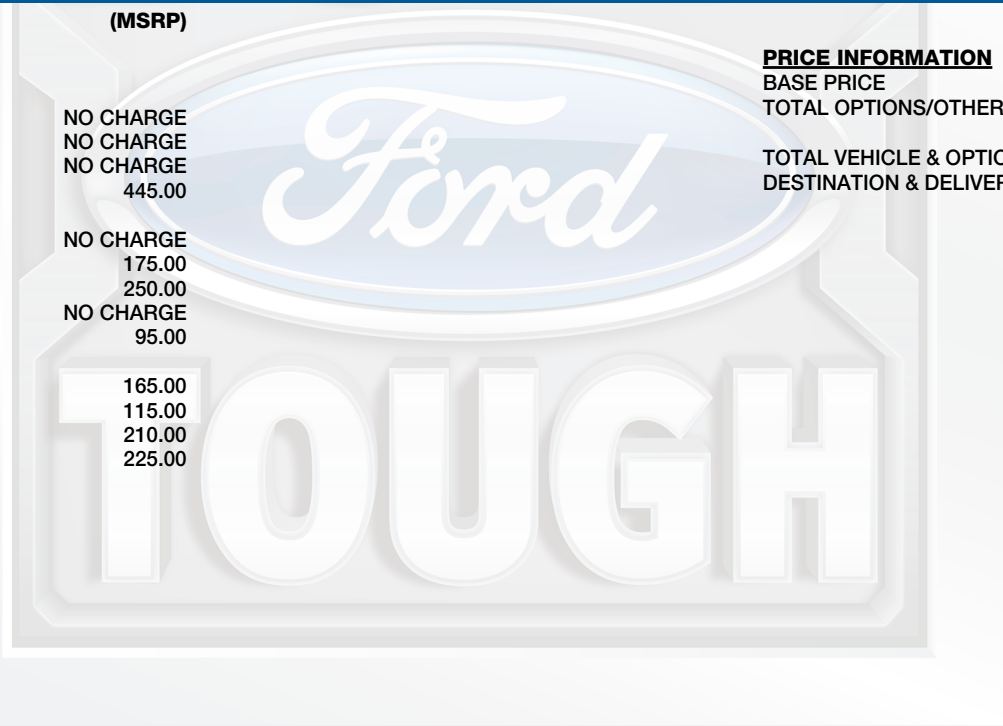 (MSRP)
NO CHARGE
NO CHARGE
NO CHARGE
445.00
NO CHARGE
175.00
250.00
NO CHARGE
95.00
165.00
115.00
210.00
225.00
PRICE INFORMATION
BASE PRICE
TOTAL OPTIONS/OTHER
TOTAL VEHICLE & OPTIO
DESTINATION & DELIVER
Ford
TOUGH